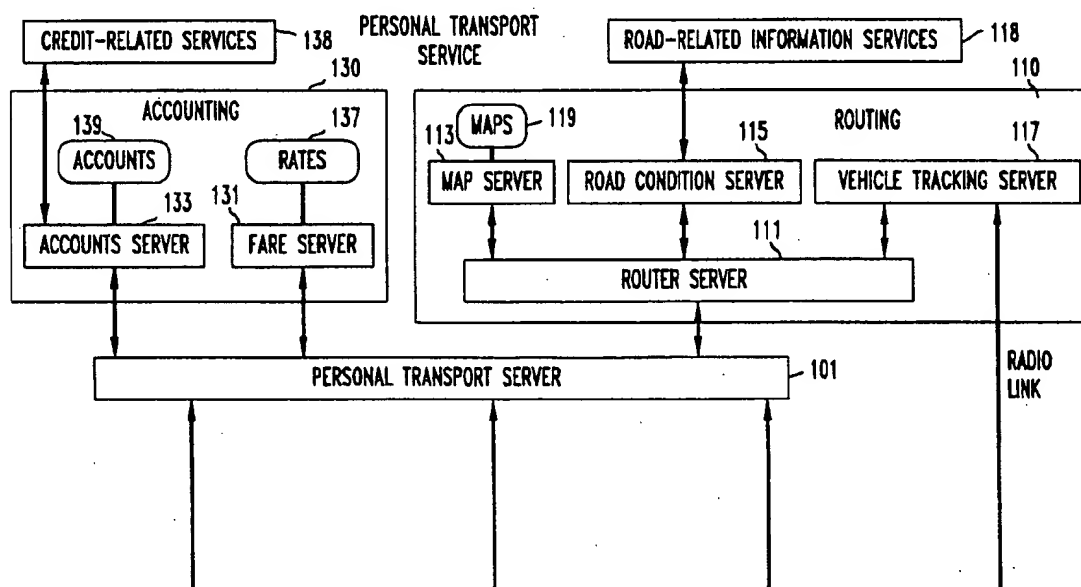 PERSONAL TRANSPORT
SERVICE
CREDIT-RELATED SERVICES
138
ROAD-RELATED INFORMATION SERVICES
118
130
110
ACCOUNTING
ROUTING
139
137
ACCOUNTS
RATES
MAPS
119
113
115
117
MAP SERVER
ROAD CONDITION SERVER
VEHICLE TRACKING SERVER
133
131
ACCOUNTS SERVER
FARE SERVER
111
ROUTER SERVER
PERSONAL TRANSPORT SERVER
101
RADIO
LINK